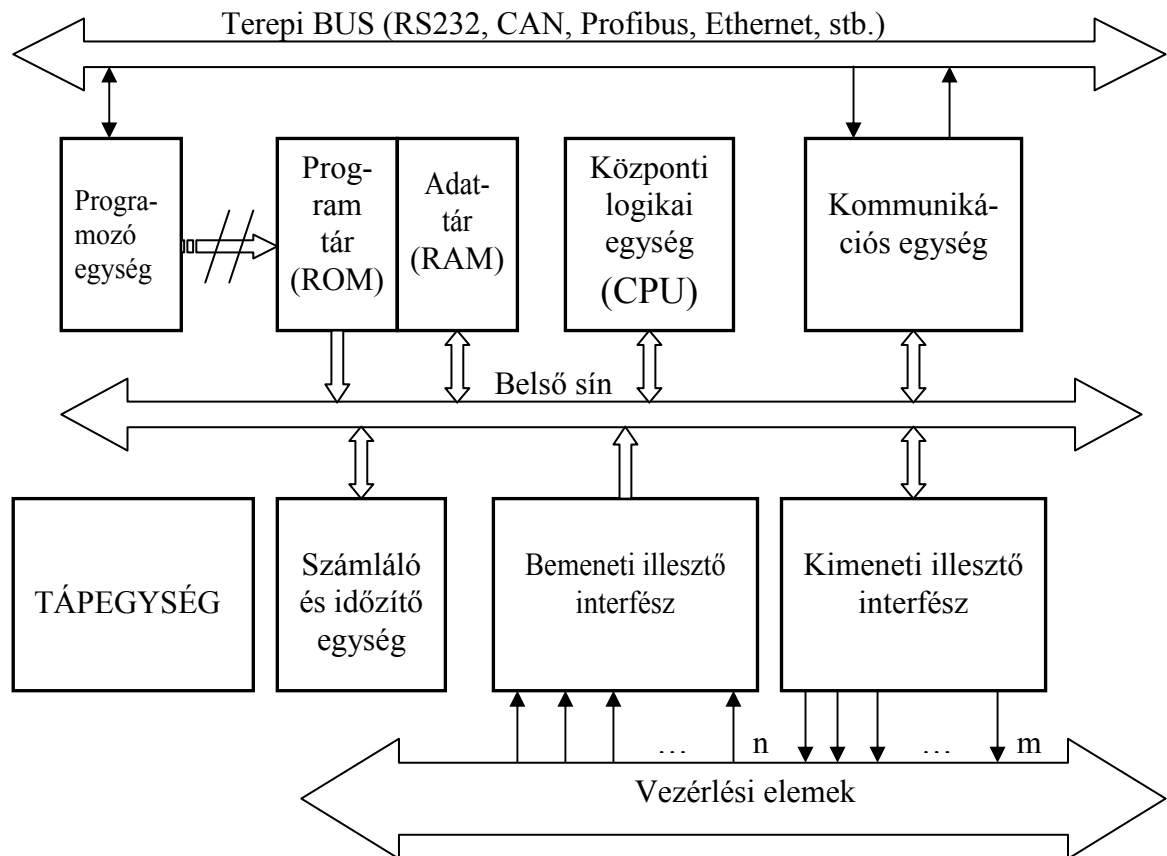 Terepi BUS (RS232, CAN, Profibus, Ethernet, stb.)
Progra-
mozó
egység
Prog-
ram
tár
(ROM)
Adat-
tár
(RAM)
Központi
logikai
egység
(CPU)
Kommuniká-
ciós egység
Belső sín
TÁPEGYSÉG
Számláló
és időzítő
egység
Bemeneti illesztő
interfész
Kimeneti illesztő
interfész
… n
… m
Vezérlési elemek